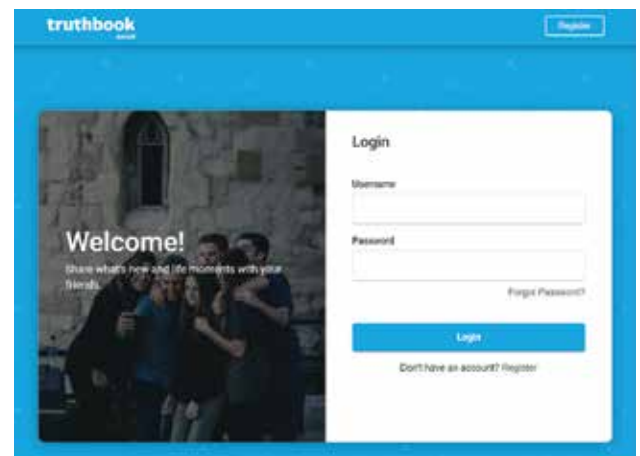 truthbook
Register
Login
Username
Welcome!
Password
Share what's new and life moments with your
friends.
Forgot Password?
Login
Don't have an account? Register